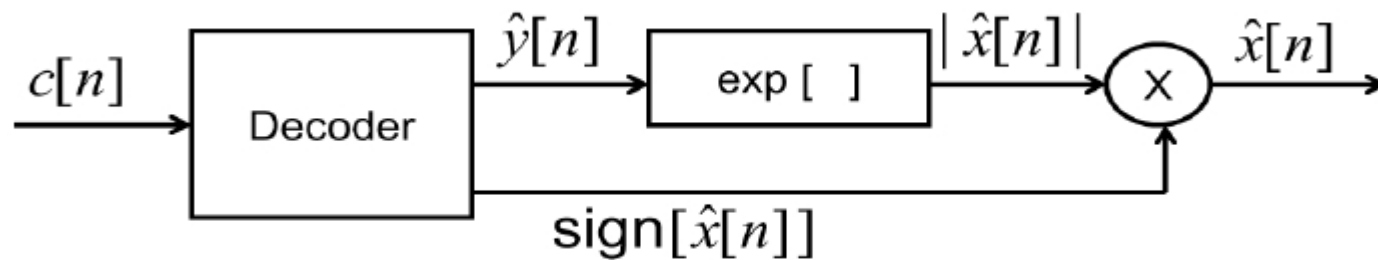 c[n]
Decoder
ŷ[n]
exp [ ]
| x̂[n] |
X
x̂[n]
sign[x̂[n]]